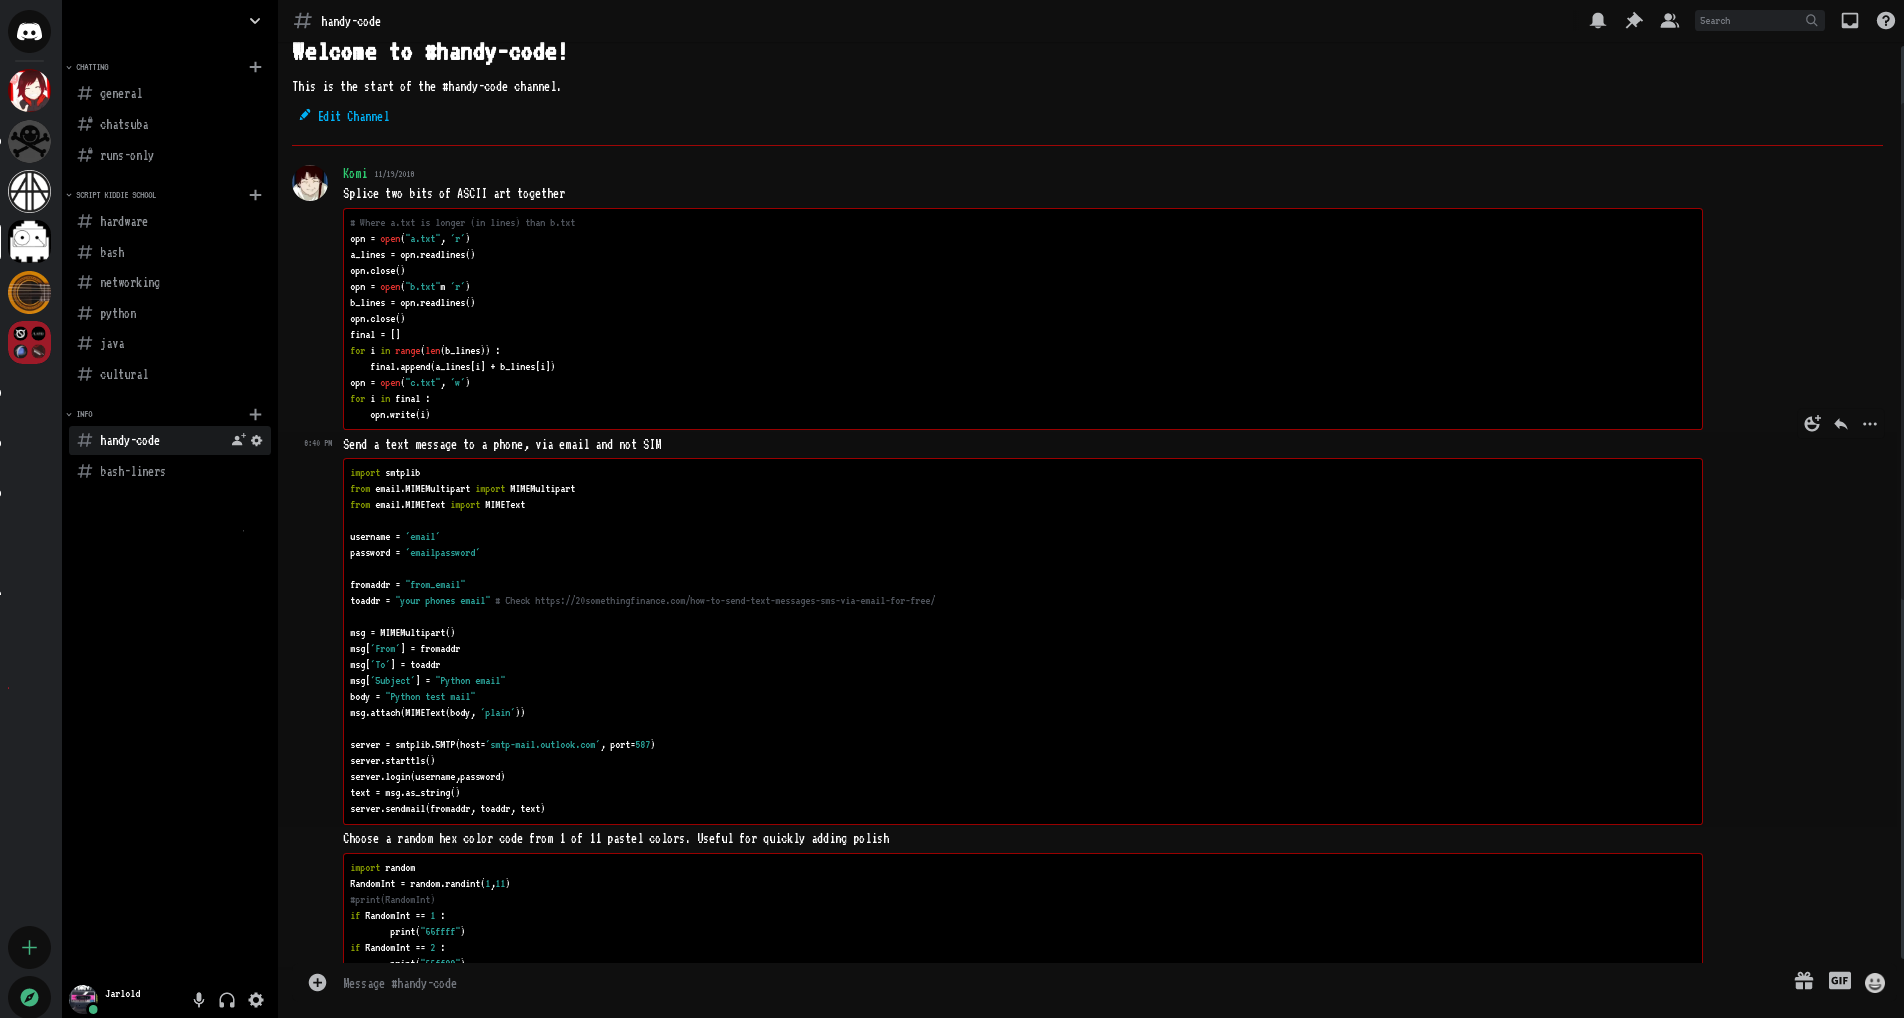 handy-code
Search
CHATTING
general
chatsuba
runs-only
SCRIPT KIDDIE SCHOOL
hardware
bash
networking
python
java
cultural
INFO
handy-code
bash-liners
Jarlold
Welcome to #handy-code!
This is the start of the #handy-code channel.
Edit Channel
Komi 11/19/2018
Splice two bits of ASCII art together
# Where a.txt is longer (in lines) than b.txt
opn = open("a.txt", 'r')
a_lines = opn.readlines()
opn.close()
opn = open("b.txt"m 'r')
b_lines = opn.readlines()
opn.close()
final = []
for i in range(len(b_lines)) :
    final.append(a_lines[i] + b_lines[i])
opn = open("c.txt", 'w')
for i in final :
    opn.write(i)
8:40 PM Send a text message to a phone, via email and not SIM
import smtplib
from email.MIMEMultipart import MIMEMultipart
from email.MIMEText import MIMEText
username = 'email'
password = 'emailpassword'
fromaddr = "from_email"
toaddr = "your phones email" # Check https://20somethingfinance.com/how-to-send-text-messages-sms-via-email-for-free/
msg = MIMEMultipart()
msg['From'] = fromaddr
msg['To'] = toaddr
msg['Subject'] = "Python email"
body = "Python test mail"
msg.attach(MIMEText(body, 'plain'))
server = smtplib.SMTP(host='smtp-mail.outlook.com', port=587)
server.starttls()
server.login(username,password)
text = msg.as_string()
server.sendmail(fromaddr, toaddr, text)
Choose a random hex color code from 1 of 11 pastel colors. Useful for quickly adding polish
import random
RandomInt = random.randint(1,11)
#print(RandomInt)
if RandomInt == 1 :
        print("66ffff")
if RandomInt == 2 :
Message #handy-code
GIF